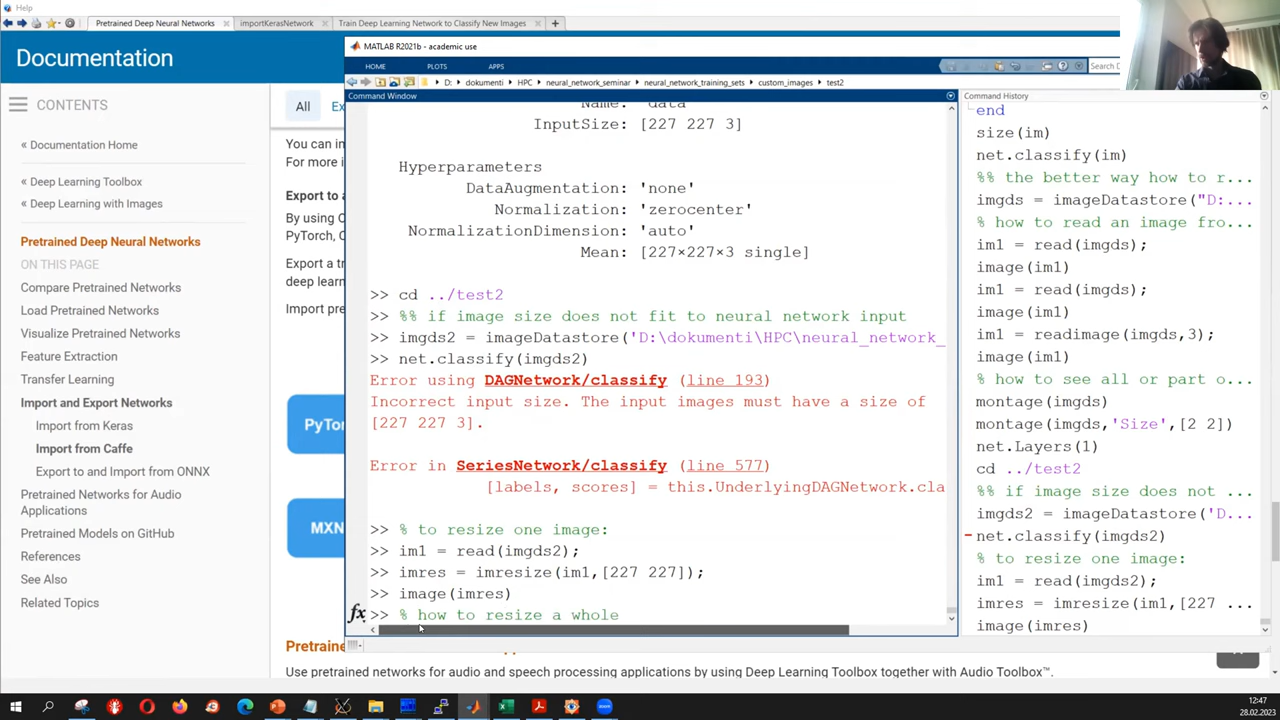 Help
Pretrained Deep Neural Networks
importKerasNetwork
Train Deep Learning Network to Classify New Images
Documentation
CONTENTS
« Documentation Home
« Deep Learning Toolbox
« Deep Learning with Images
Pretrained Deep Neural Networks
ON THIS PAGE
Compare Pretrained Networks
Load Pretrained Networks
Visualize Pretrained Networks
Feature Extraction
Transfer Learning
Import and Export Networks
Import from Keras
Import from Caffe
Export to and Import from ONNX
Pretrained Networks for Audio
Applications
Pretrained Models on GitHub
References
See Also
Related Topics
All
You can im
For more i
Export to a
By using C
PyTorch, C
Export a tr
deep learn
Import pre
PyTor
MXN
Pretrain
Use pretrained networks for audio and speech processing applications by using Deep Learning Toolbox together with Audio Toolbox™.
MATLAB R2021b - academic use
HOME
PLOTS
APPS
Search Doc
D: dokumenti HPC neural_network_seminar neural_network_training_sets custom_images test2
Command Window
Name: 'data'
InputSize: [227 227 3]
Hyperparameters
DataAugmentation: 'none'
Normalization: 'zerocenter'
NormalizationDimension: 'auto'
Mean: [227×227×3 single]
>> cd ../test2
>> %% if image size does not fit to neural network input
>> imgds2 = imageDatastore('D:\dokumenti\HPC\neural_network_
>> net.classify(imgds2)
Error using DAGNetwork/classify (line 193)
Incorrect input size. The input images must have a size of
[227 227 3].
Error in SeriesNetwork/classify (line 577)
[labels, scores] = this.UnderlyingDAGNetwork.cla
>> % to resize one image:
>> im1 = read(imgds2);
>> imres = imresize(im1,[227 227]);
>> image(imres)
fx >> % how to resize a whole
Command History
end
size(im)
net.classify(im)
%% the better way how to r...
imgds = imageDatastore("D:...
% how to read an image fro...
im1 = read(imgds);
image(im1)
im1 = read(imgds);
image(im1)
im1 = readimage(imgds,3);
image(im1)
% how to see all or part o...
montage(imgds)
montage(imgds,'Size',[2 2])
net.Layers(1)
cd ../test2
%% if image size does not ...
imgds2 = imageDatastore('D...
net.classify(imgds2)
% to resize one image:
im1 = read(imgds2);
imres = imresize(im1,[227 ...
image(imres)
12:47
28.02.2023